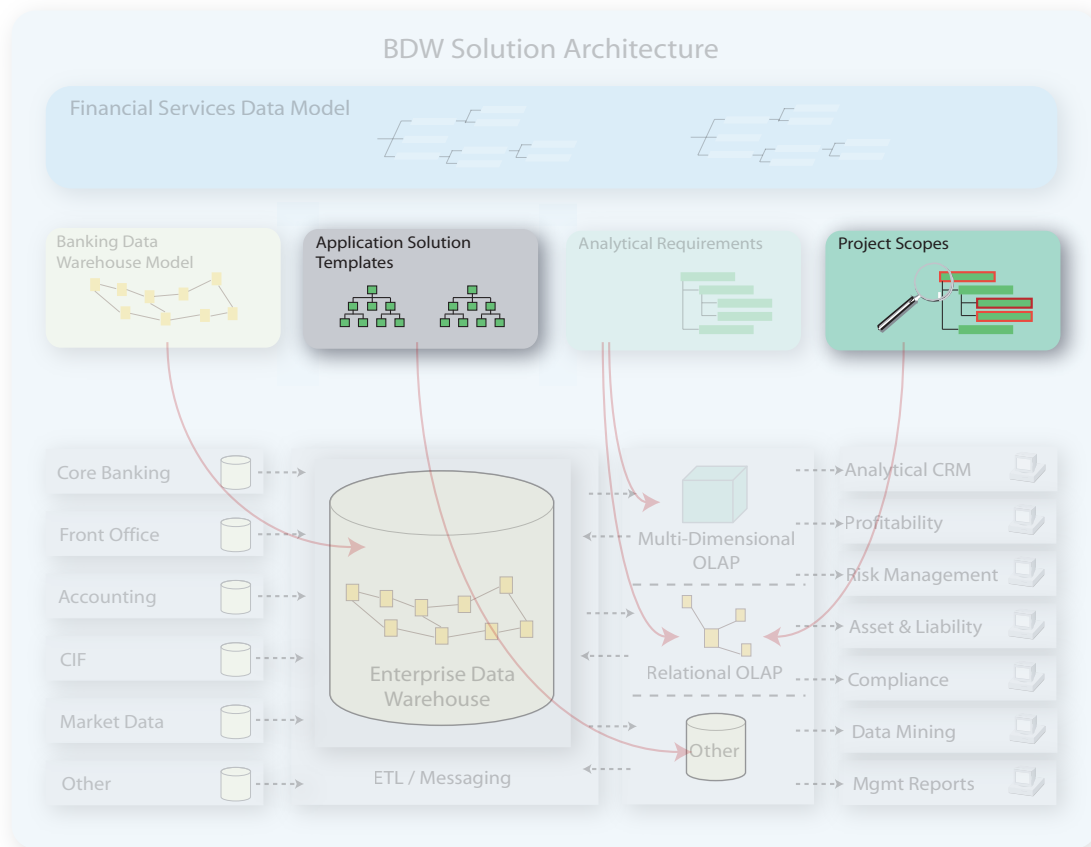 BDW Solution Architecture
Financial Services Data Model
Banking Data
Warehouse Model
Application Solution
Templates
Analytical Requirements
Project Scopes
Core Banking
Front Office
Accounting
CIF
Market Data
Other
Enterprise Data
Warehouse
ETL / Messaging
Multi-Dimensional
OLAP
Relational OLAP
Other
Analytical CRM
Profitability
Risk Management
Asset & Liability
Compliance
Data Mining
Mgmt Reports